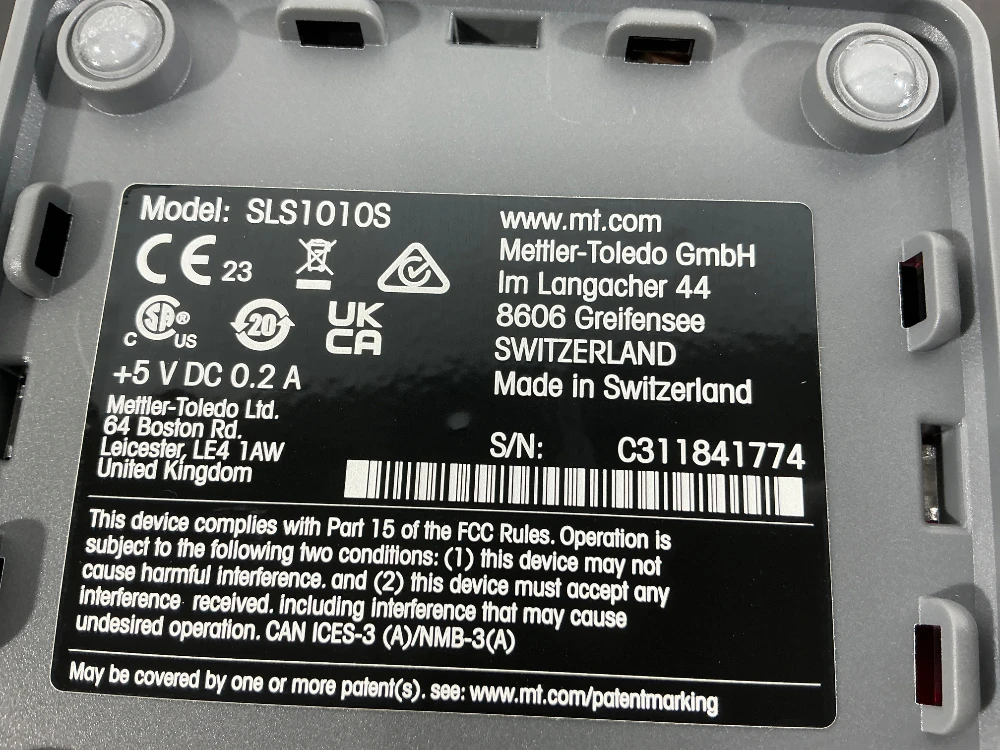 Model: SLS1010S
CE 23
C SP® US
20
UK
CA
+5 V DC 0.2 A
Mettler-Toledo Ltd.
64 Boston Rd.
Leicester, LE4 1AW
United Kingdom
www.mt.com
Mettler-Toledo GmbH
Im Langacher 44
8606 Greifensee
SWITZERLAND
Made in Switzerland
S/N: C311841774
This device complies with Part 15 of the FCC Rules. Operation is
subject to the following two conditions: (1) this device may not
cause harmful interference. and (2) this device must accept any
interference received. including interference that may cause
undesired operation. CAN ICES-3 (A)/NMB-3(A)
May be covered by one or more patent(s). see: www.mt.com/patentmarking